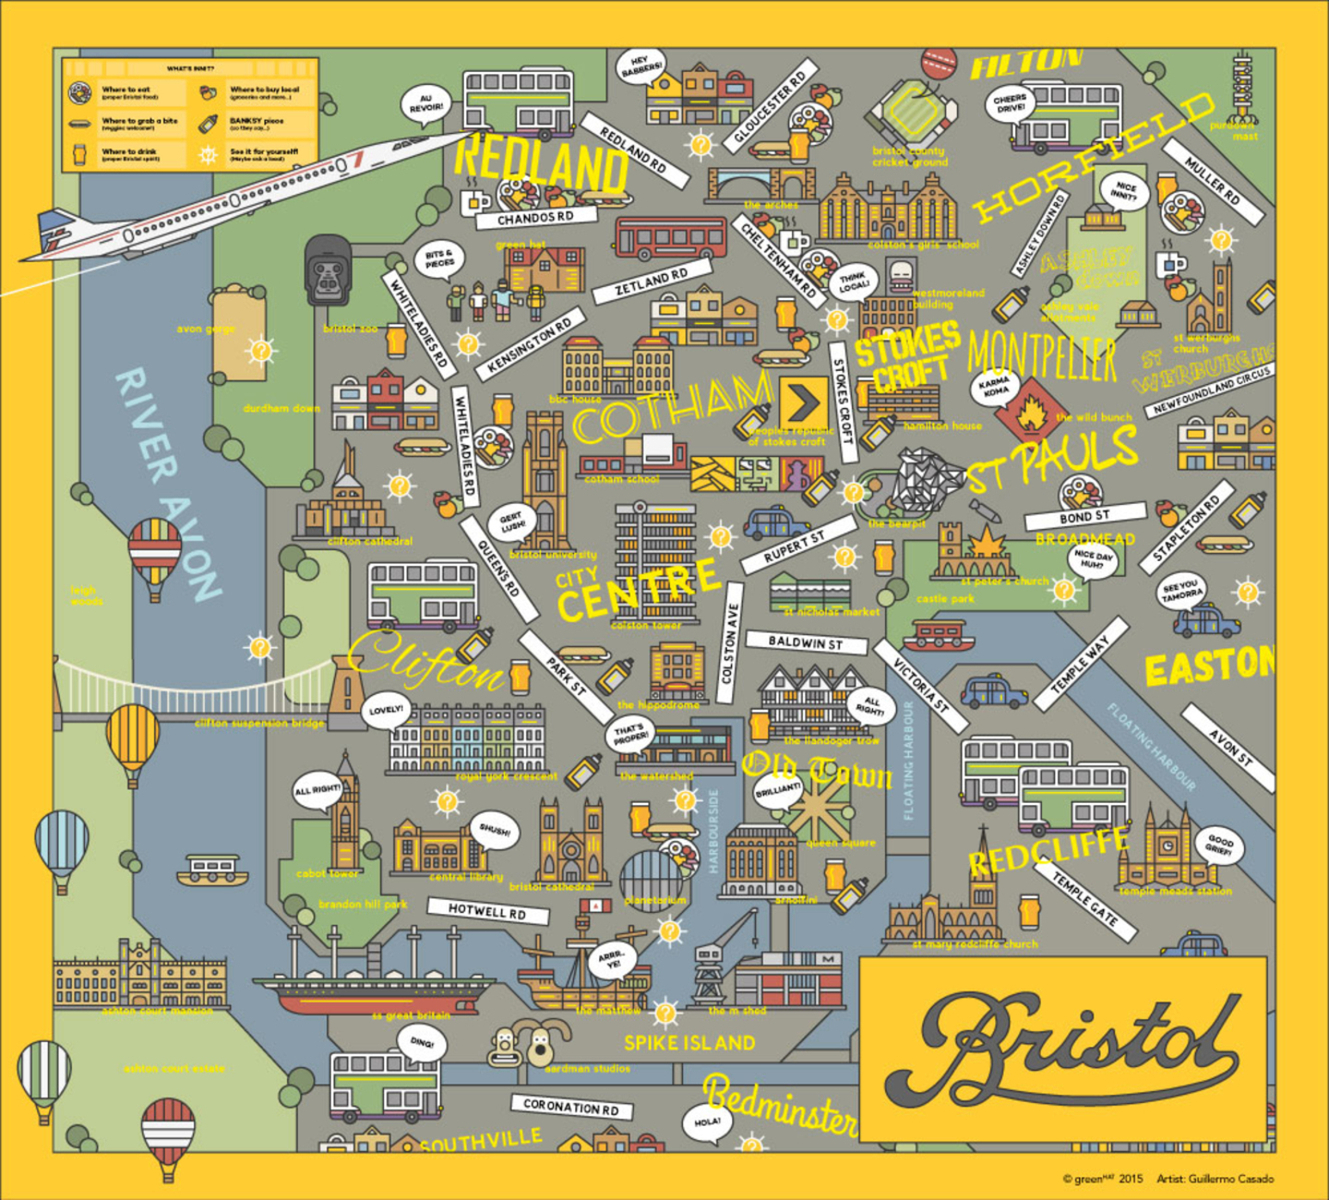 WHAT'S INNIT?
Where to eat
(proper Bristol food)
Where to buy local
(groceries and more...)
Where to grab a bite
(veggies welcome!)
BANKSY piece
(so they say...)
Where to drink
(proper Bristol spirit)
See it for yourself!
(Maybe ask a local)
AU
REVOIR!
HEY
BABBERS!
FILTON
CHEERS
DRIVE!
purdown
mast
REDLAND
REDLAND RD
GLOUCESTER RD
bristol county
cricket ground
HORFIELD
MULLER RD
CHANDOS RD
the arches
colston's girls' school
NICE
INNIT?
ASHLEY DOWN RD
ASHLEY
DOWN
green hat
BITS &
PIECES
ZETLAND RD
CHELTENHAM RD
THINK
LOCAL!
westmoreland
building
ashley vale
allotments
st werburghs
church
avon gorge
bristol zoo
WHITELADIES RD
KENSINGTON RD
STOKES
CROFT
MONTPELIER
ST
WERBURGHS
NEWFOUNDLAND CIRCUS
RIVER AVON
durdham down
bbc house
COTHAM
STOKES CROFT
KARMA
KOMA
the wild bunch
WHITELADIES RD
peoples republic
of stokes croft
hamilton house
ST PAULS
clifton cathedral
GERT
LUSH!
bristol university
cotham school
the bearpit
BOND ST
BROADMEAD
STAPLETON RD
QUEENS RD
RUPERT ST
NICE DAY
HUH?
leigh
woods
CITY
CENTRE
colston tower
st nicholas market
st peter's church
castle park
SEE YOU
TAMORRA
Clifton
PARK ST
COLSTON AVE
BALDWIN ST
VICTORIA ST
TEMPLE WAY
EASTON
clifton suspension bridge
LOVELY!
royal york crescent
the hippodrome
THAT'S
PROPER!
the watershed
ALL
RIGHT!
the llandoger trow
Old Town
FLOATING HARBOUR
FLOATING HARBOUR
AVON ST
ALL RIGHT!
SHUSH!
central library
bristol cathedral
planetarium
HARBOURSIDE
BRILLIANT!
queen square
arnolfini
REDCLIFFE
GOOD
GRIEF!
temple meads station
TEMPLE GATE
cabot tower
brandon hill park
HOTWELL RD
ARRR..
YE!
st mary redcliffe church
ashton court mansion
ss great britain
the matthew
M
the m shed
DING!
SPIKE ISLAND
ashton court estate
aardman studios
Bristol
CORONATION RD
Bedminster
HOLA!
SOUTHVILLE
© greenHAT 2015 Artist: Guillermo Casado